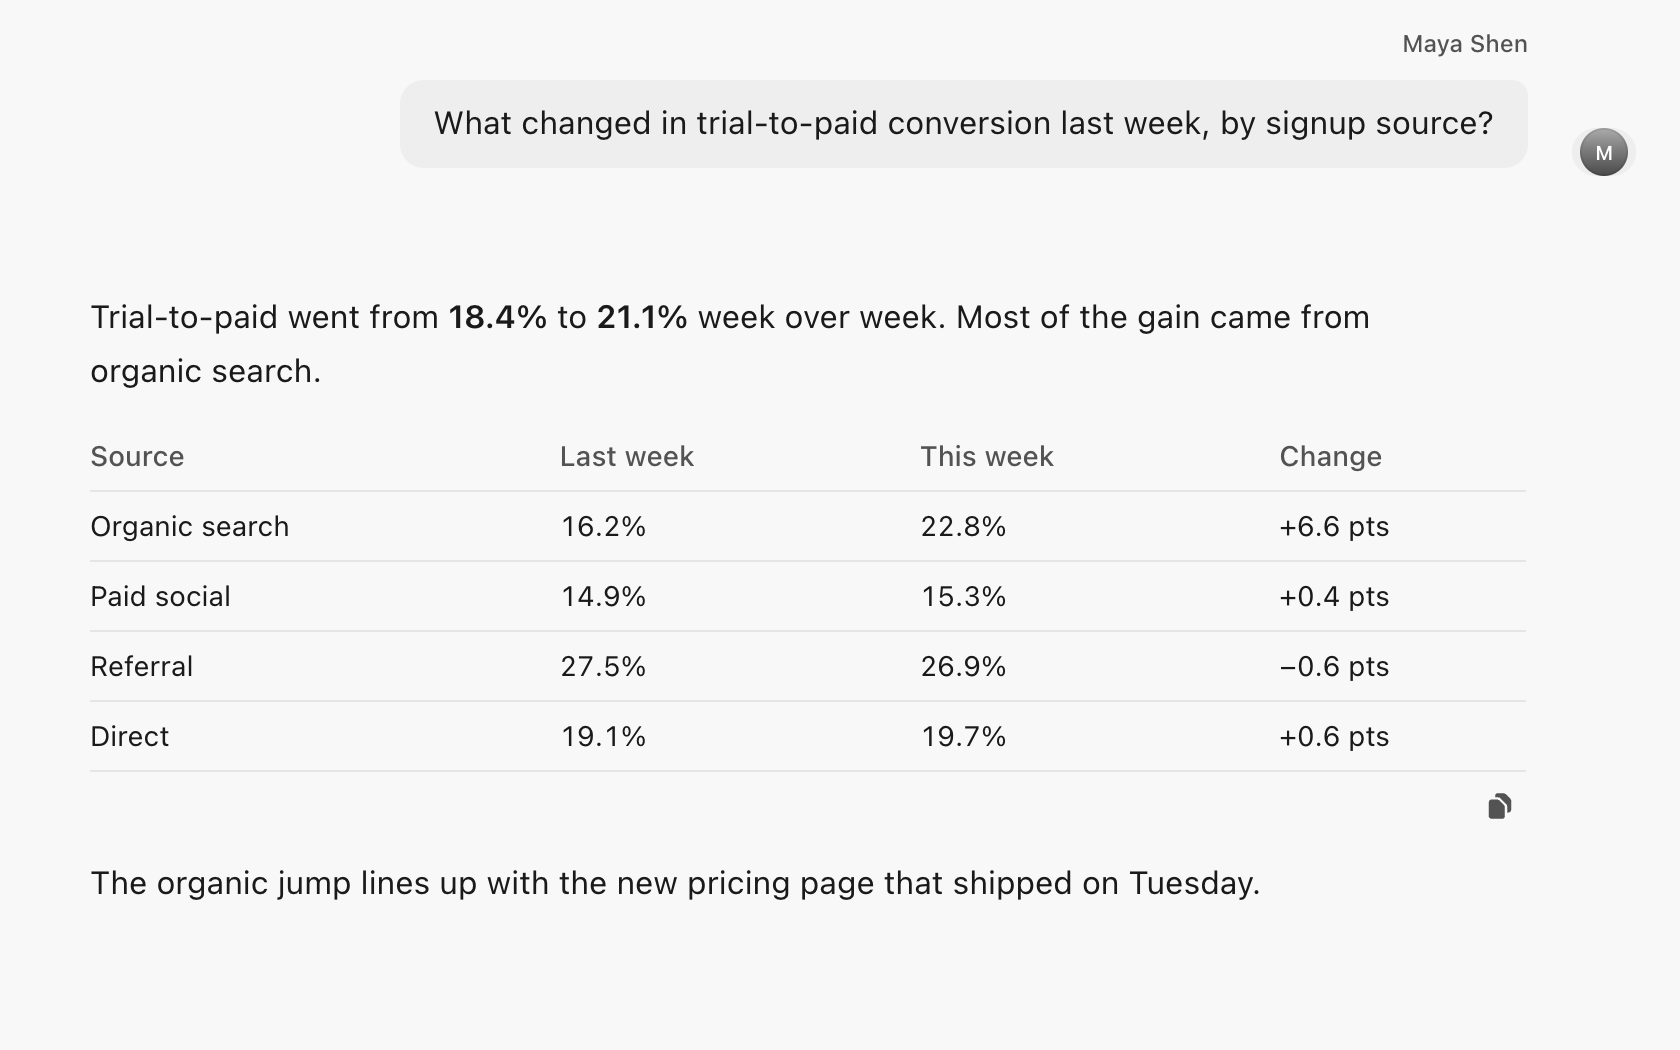 Maya Shen
What changed in trial-to-paid conversion last week, by signup source?
M
Trial-to-paid went from 18.4% to 21.1% week over week. Most of the gain came from
organic search.
Source Last week This week Change
Organic search 16.2% 22.8% +6.6 pts
Paid social 14.9% 15.3% +0.4 pts
Referral 27.5% 26.9% −0.6 pts
Direct 19.1% 19.7% +0.6 pts
The organic jump lines up with the new pricing page that shipped on Tuesday.